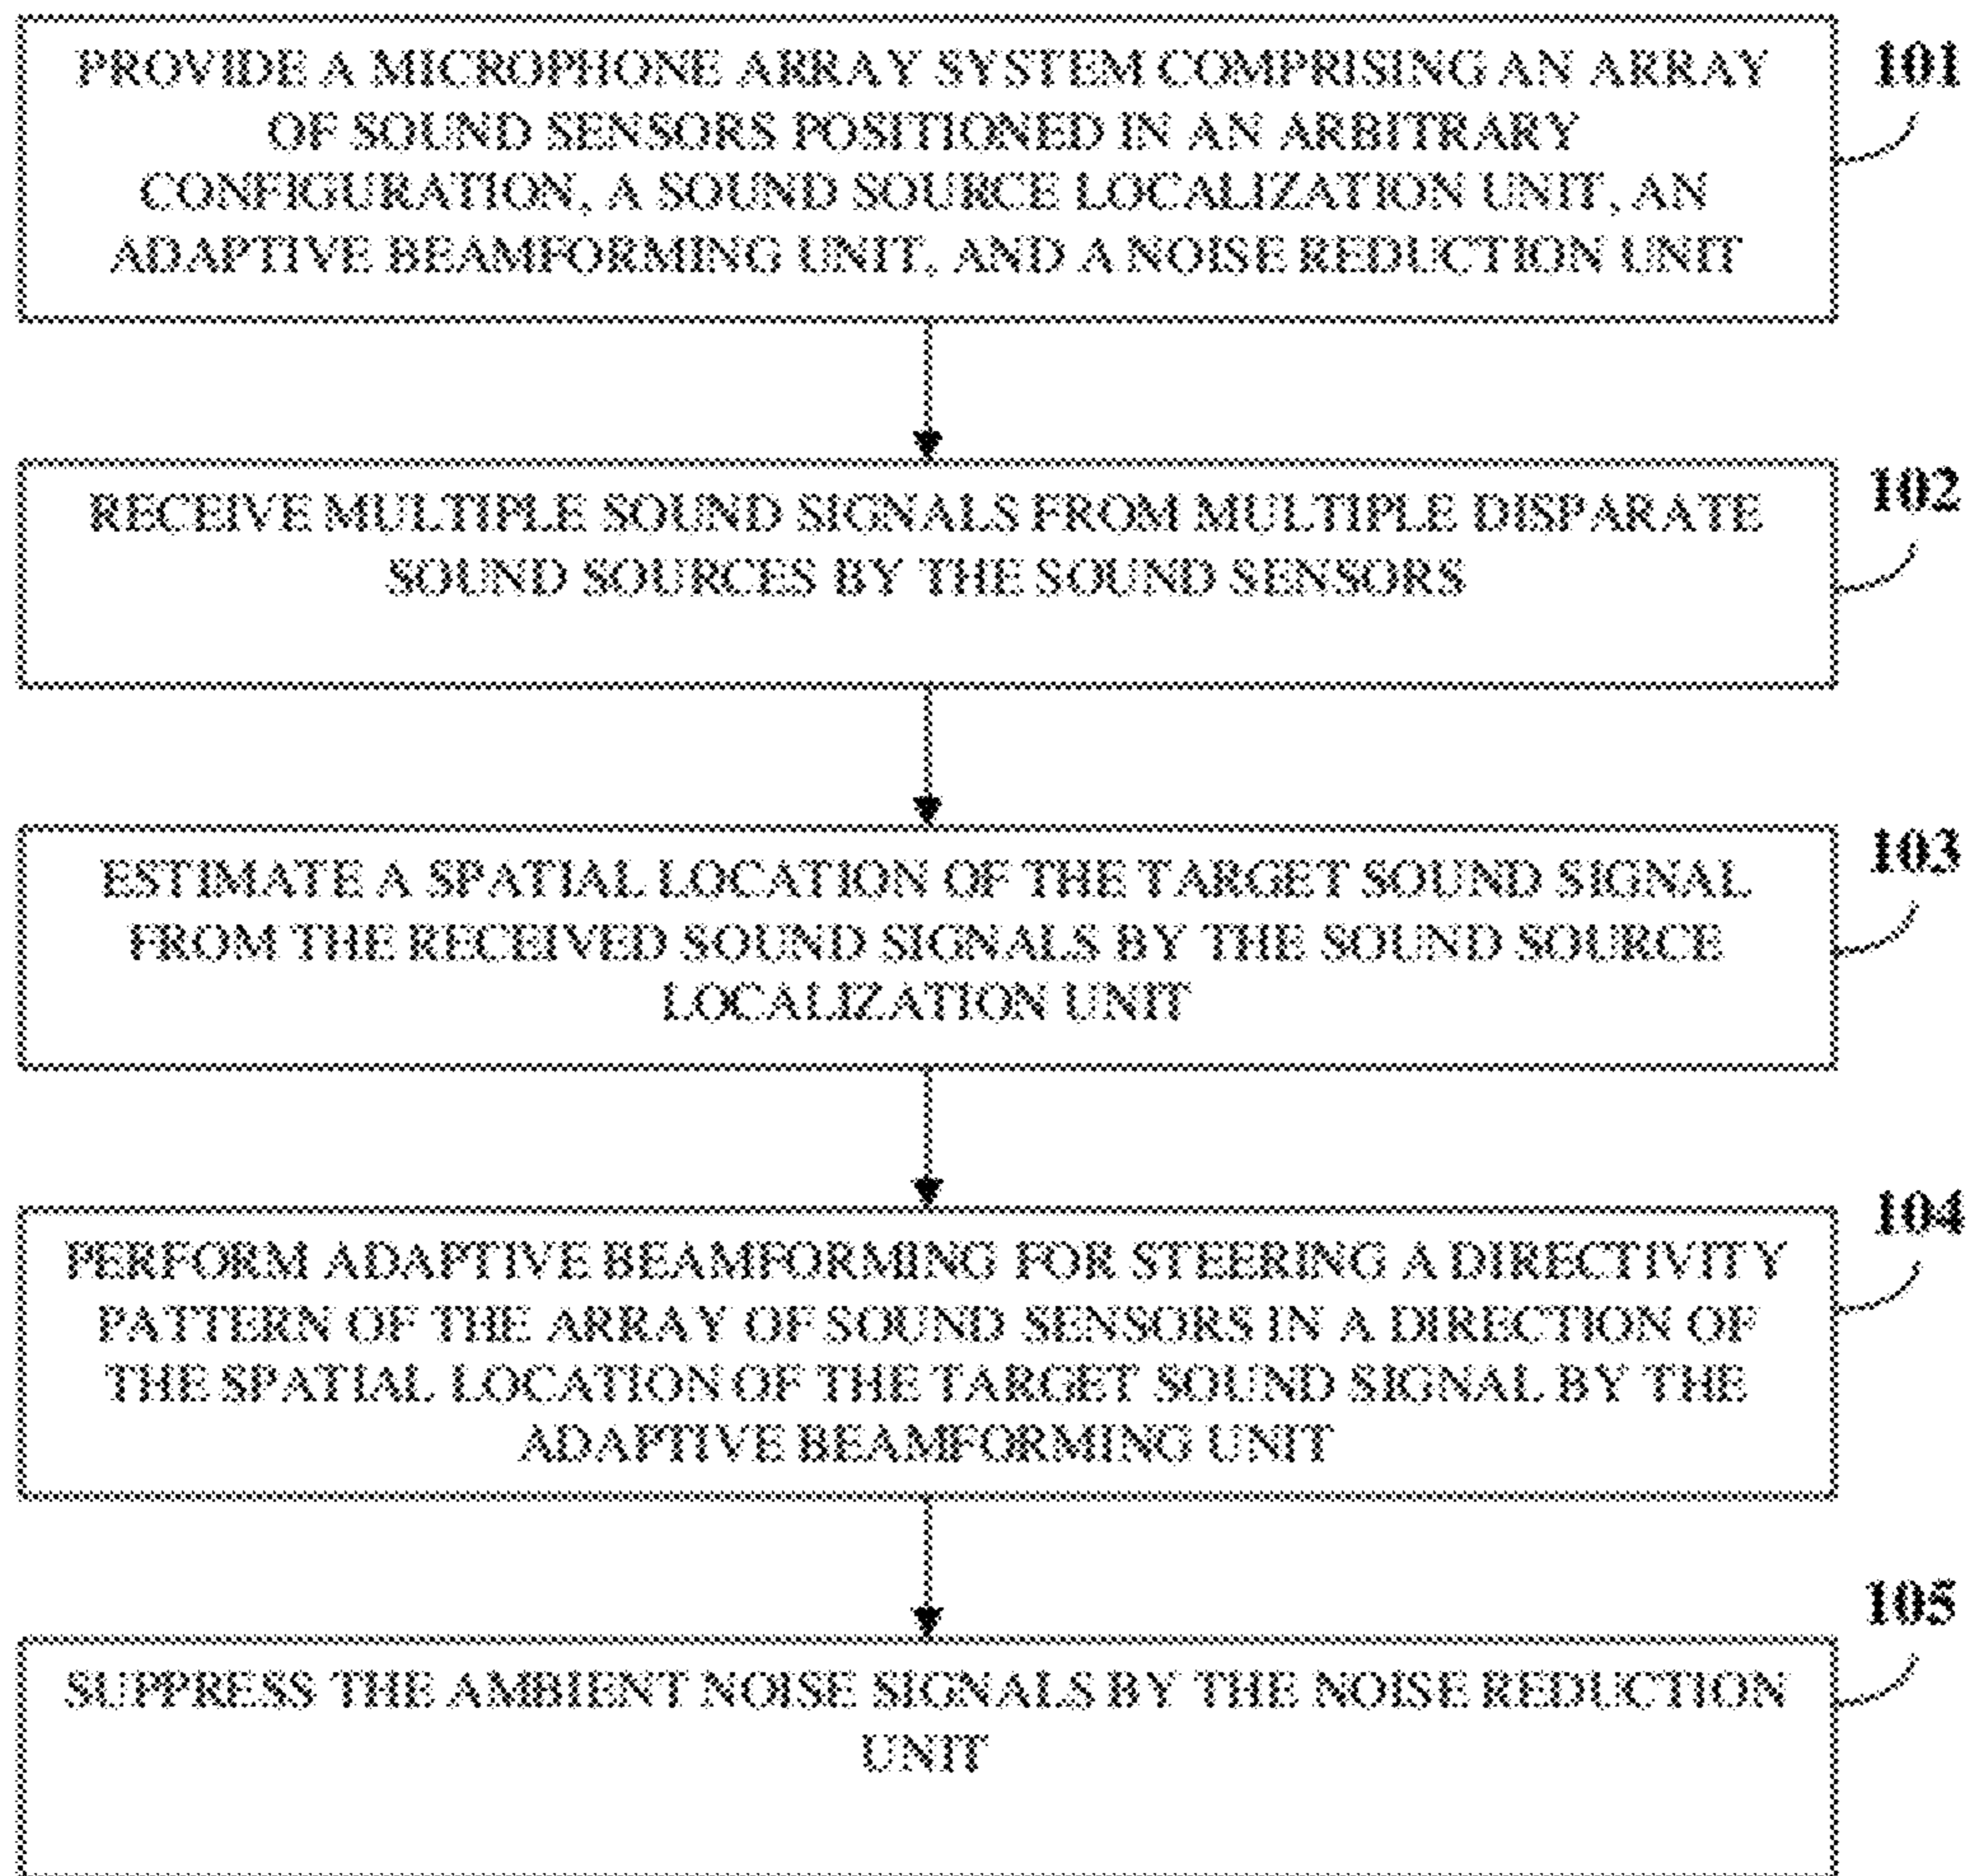 PROVIDE A MICROPHONE ARRAY SYSTEM COMPRISING AN ARRAY
OF SOUND SENSORS POSITIONED IN AN ARBITRARY
CONFIGURATION, A SOUND SOURCE LOCALIZATION UNIT, AN
ADAPTIVE BEAMFORMING UNIT, AND A NOISE REDUCTION UNIT
101
RECEIVE MULTIPLE SOUND SIGNALS FROM MULTIPLE DISPARATE
SOUND SOURCES BY THE SOUND SENSORS
102
ESTIMATE A SPATIAL LOCATION OF THE TARGET SOUND SIGNAL
FROM THE RECEIVED SOUND SIGNALS BY THE SOUND SOURCE
LOCALIZATION UNIT
103
PERFORM ADAPTIVE BEAMFORMING FOR STEERING A DIRECTIVITY
PATTERN OF THE ARRAY OF SOUND SENSORS IN A DIRECTION OF
THE SPATIAL LOCATION OF THE TARGET SOUND SIGNAL BY THE
ADAPTIVE BEAMFORMING UNIT
104
SUPPRESS THE AMBIENT NOISE SIGNALS BY THE NOISE REDUCTION
UNIT
105